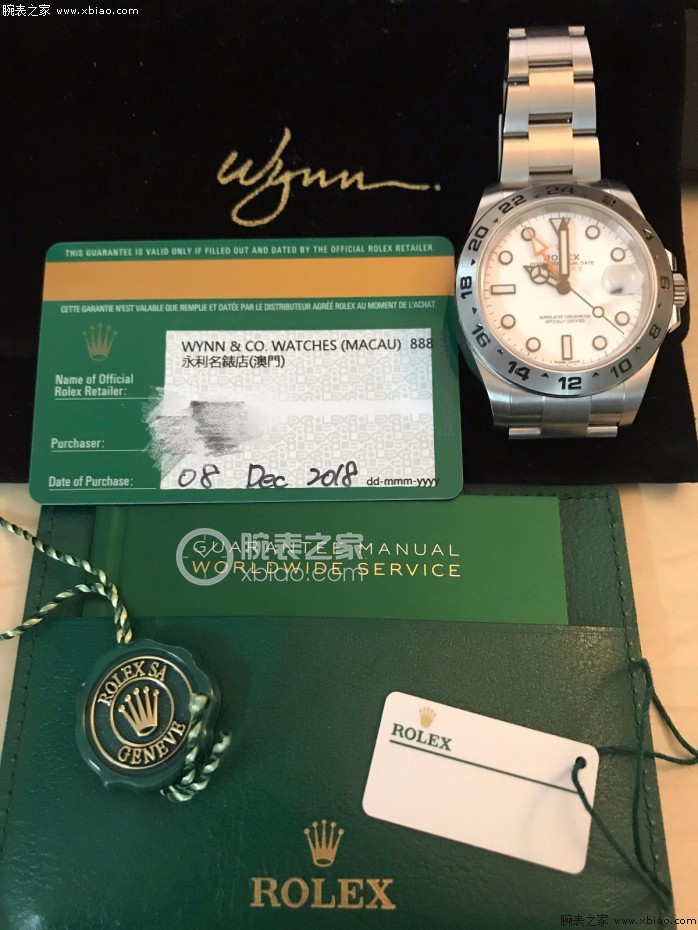 腕表之家 www.xbiao.com
Wynn
THIS GUARANTEE IS VALID ONLY IF FILLED OUT AND DATED BY THE OFFICIAL ROLEX RETAILER.
CETTE GARANTIE N'EST VALABLE QUE REMPLIE ET DATÉE PAR LE DISTRIBUTEUR AGRÉÉ ROLEX AU MOMENT DE L'ACHAT.
WYNN & CO. WATCHES (MACAU) 888
永利名錶店(澳門)
Name of Official
Rolex Retailer:
Purchaser:
Date of Purchase: 08 Dec 2018 dd-mmm-yyyy
24
22
20
18
16
14
12
10
8
6
ROLEX
SUPERLATIVE CHRONOMETER
OFFICIALLY CERTIFIED
腕表之家
xbiao.com
GUARANTEE MANUAL
WORLDWIDE SERVICE
ROLEX SA
GENEVE
ROLEX
ROLEX
腕表之家 www.xbiao.com